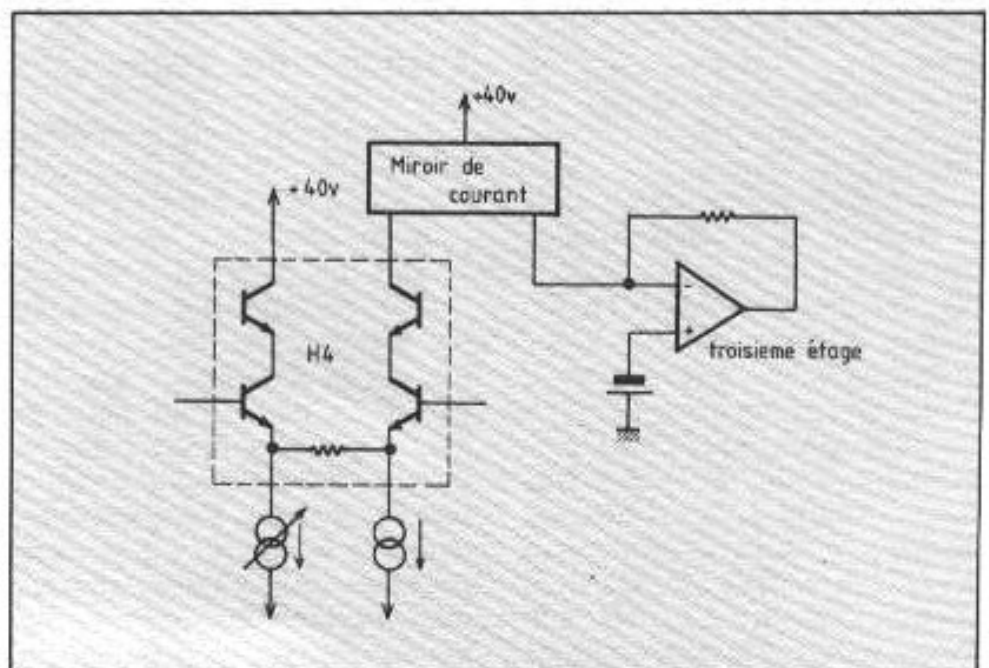 +40v
Miroir de
courant
+40v
H4
-
+
troisieme étage